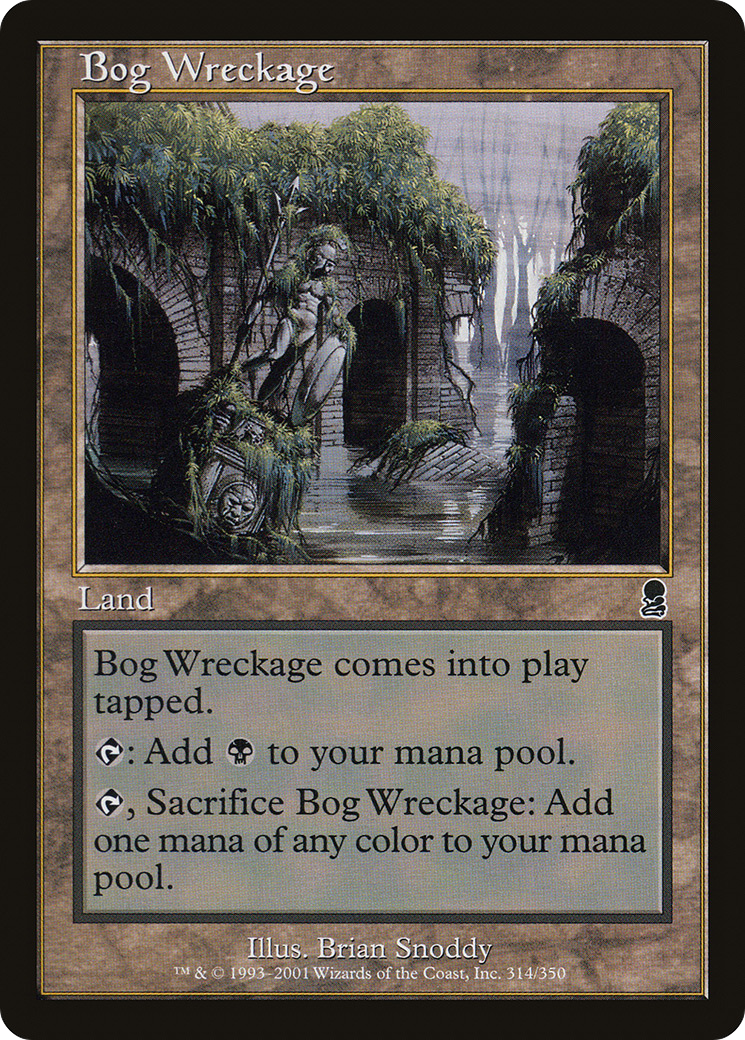 Bog Wreckage
Land
Bog Wreckage comes into play
tapped.
: Add to your mana pool.
, Sacrifice Bog Wreckage: Add
one mana of any color to your mana
pool.
Illus. Brian Snoddy
™ & © 1993–2001 Wizards of the Coast, Inc. 314/350